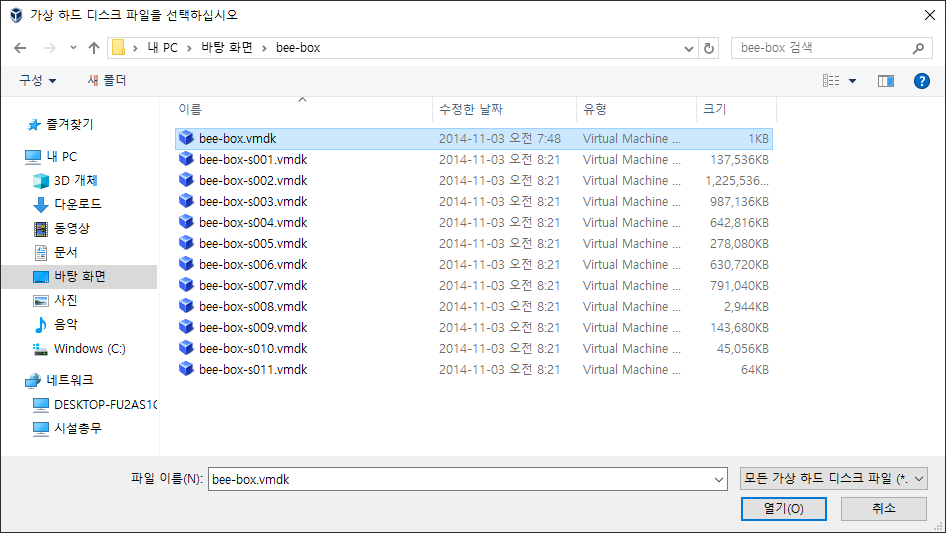 가상 하드 디스크 파일을 선택하십시오
내 PC > 바탕 화면 > bee-box
bee-box 검색
구성 새 폴더
이름 수정한 날짜 유형 크기
즐겨찾기
내 PC
3D 개체
다운로드
동영상
문서
바탕 화면
사진
음악
Windows (C:)
네트워크
DESKTOP-FU2AS1C
시설총무
bee-box.vmdk 2014-11-03 오전 7:48 Virtual Machine ... 1KB
bee-box-s001.vmdk 2014-11-03 오전 8:21 Virtual Machine ... 137,536KB
bee-box-s002.vmdk 2014-11-03 오전 8:21 Virtual Machine ... 1,225,536...
bee-box-s003.vmdk 2014-11-03 오전 8:21 Virtual Machine ... 987,136KB
bee-box-s004.vmdk 2014-11-03 오전 8:21 Virtual Machine ... 642,816KB
bee-box-s005.vmdk 2014-11-03 오전 8:21 Virtual Machine ... 278,080KB
bee-box-s006.vmdk 2014-11-03 오전 8:21 Virtual Machine ... 630,720KB
bee-box-s007.vmdk 2014-11-03 오전 8:21 Virtual Machine ... 791,040KB
bee-box-s008.vmdk 2014-11-03 오전 8:21 Virtual Machine ... 2,944KB
bee-box-s009.vmdk 2014-11-03 오전 8:21 Virtual Machine ... 143,680KB
bee-box-s010.vmdk 2014-11-03 오전 8:21 Virtual Machine ... 45,056KB
bee-box-s011.vmdk 2014-11-03 오전 8:21 Virtual Machine ... 64KB
파일 이름(N): bee-box.vmdk 모든 가상 하드 디스크 파일 (*.
열기(O) 취소